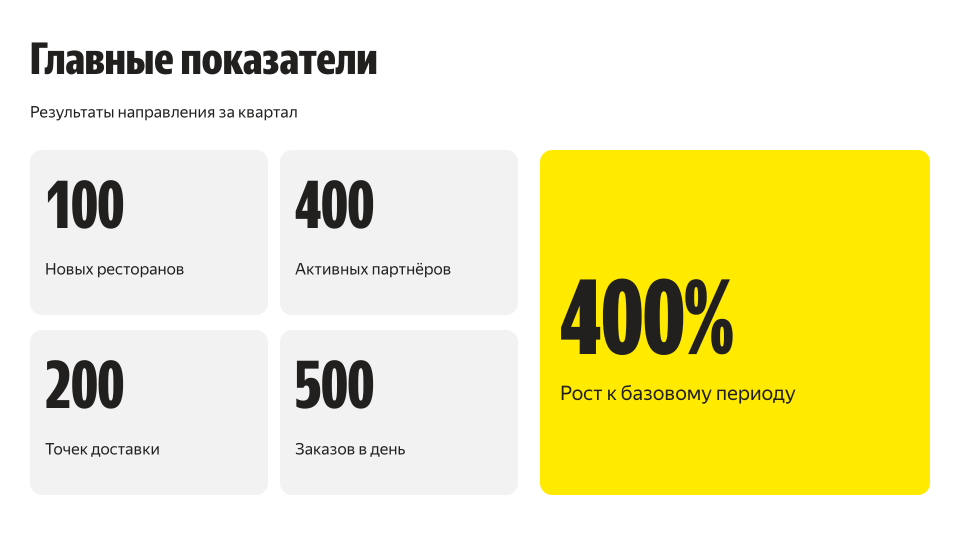 Главные показатели
Результаты направления за квартал
100
Новых ресторанов
400
Активных партнёров
200
Точек доставки
500
Заказов в день
400%
Рост к базовому периоду